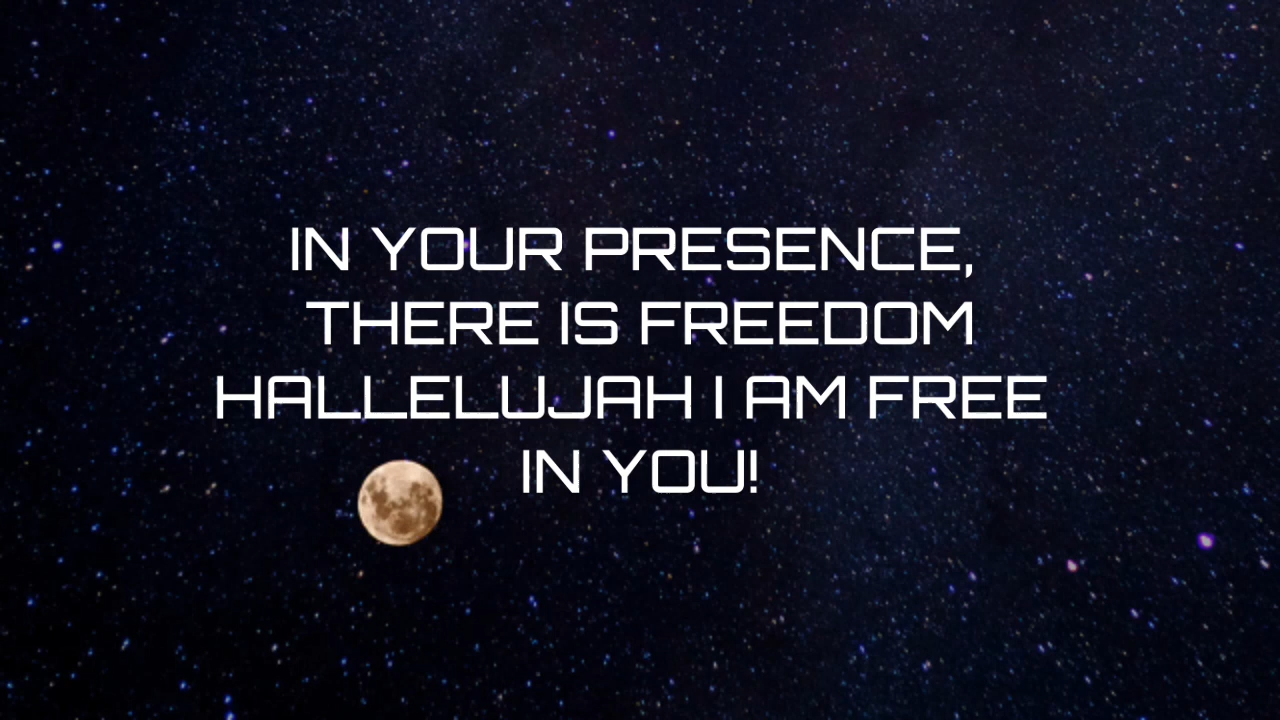 IN YOUR PRESENCE,
THERE IS FREEDOM
HALLELUJAH I AM FREE
IN YOU!